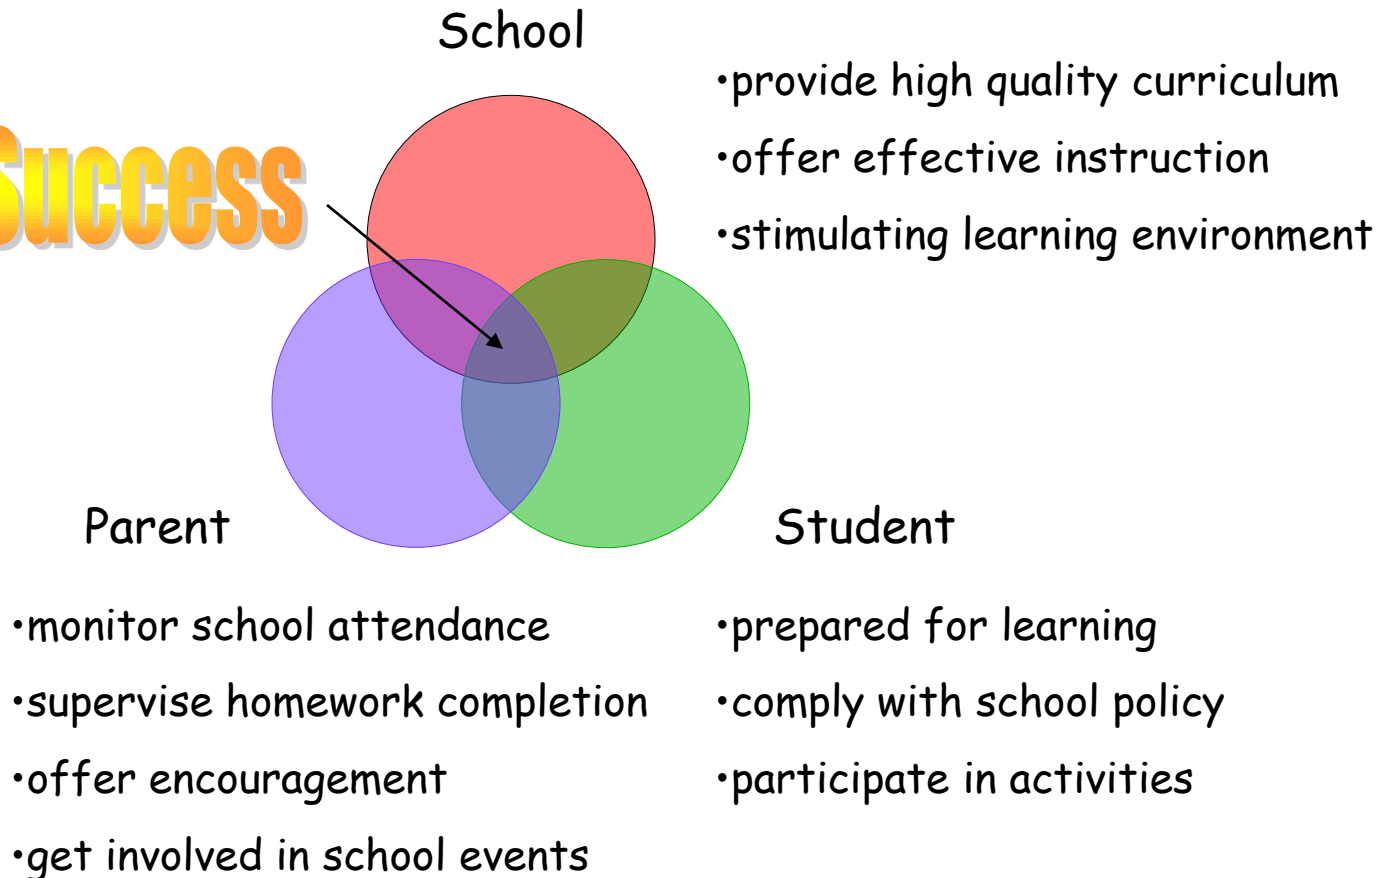 School
•provide high quality curriculum
•offer effective instruction
•stimulating learning environment
Success
Parent
•monitor school attendance
•supervise homework completion
•offer encouragement
•get involved in school events
Student
•prepared for learning
•comply with school policy
•participate in activities